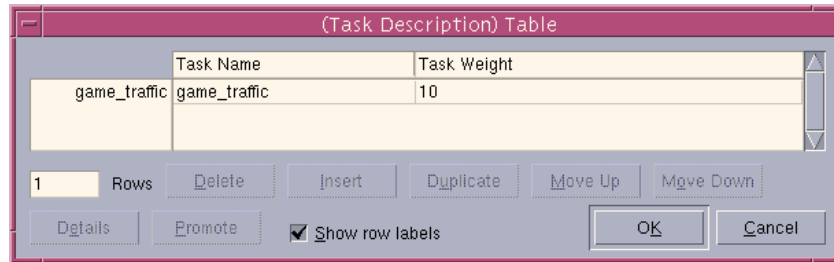 (Task Description) Table
Task Name Task Weight
game_traffic game_traffic 10
1 Rows Delete Insert Duplicate Move Up Move Down
Details Promote Show row labels OK Cancel